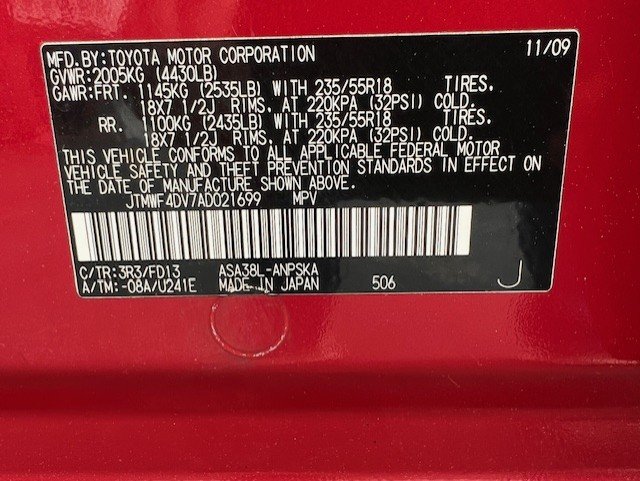 MFD.BY:TOYOTA MOTOR CORPORATION 11/09
GVWR:2005KG (4430LB)
GAWR:FRT. 1145KG (2535LB) WITH 235/55R18 TIRES,
18X7 1/2J RIMS, AT 220KPA (32PSI) COLD.
RR. 1100KG (2435LB) WITH 235/55R18 TIRES,
18X7 1/2J RIMS, AT 220KPA (32PSI) COLD.
THIS VEHICLE CONFORMS TO ALL APPLICABLE FEDERAL MOTOR
VEHICLE SAFETY AND THEFT PREVENTION STANDARDS IN EFFECT ON
THE DATE OF MANUFACTURE SHOWN ABOVE.
JTMWF4DV7AD021699 MPV
C/TR:3R3/FD13 ASA38L-ANPSKA
A/TM:-08A/U241E MADE IN JAPAN 506 J